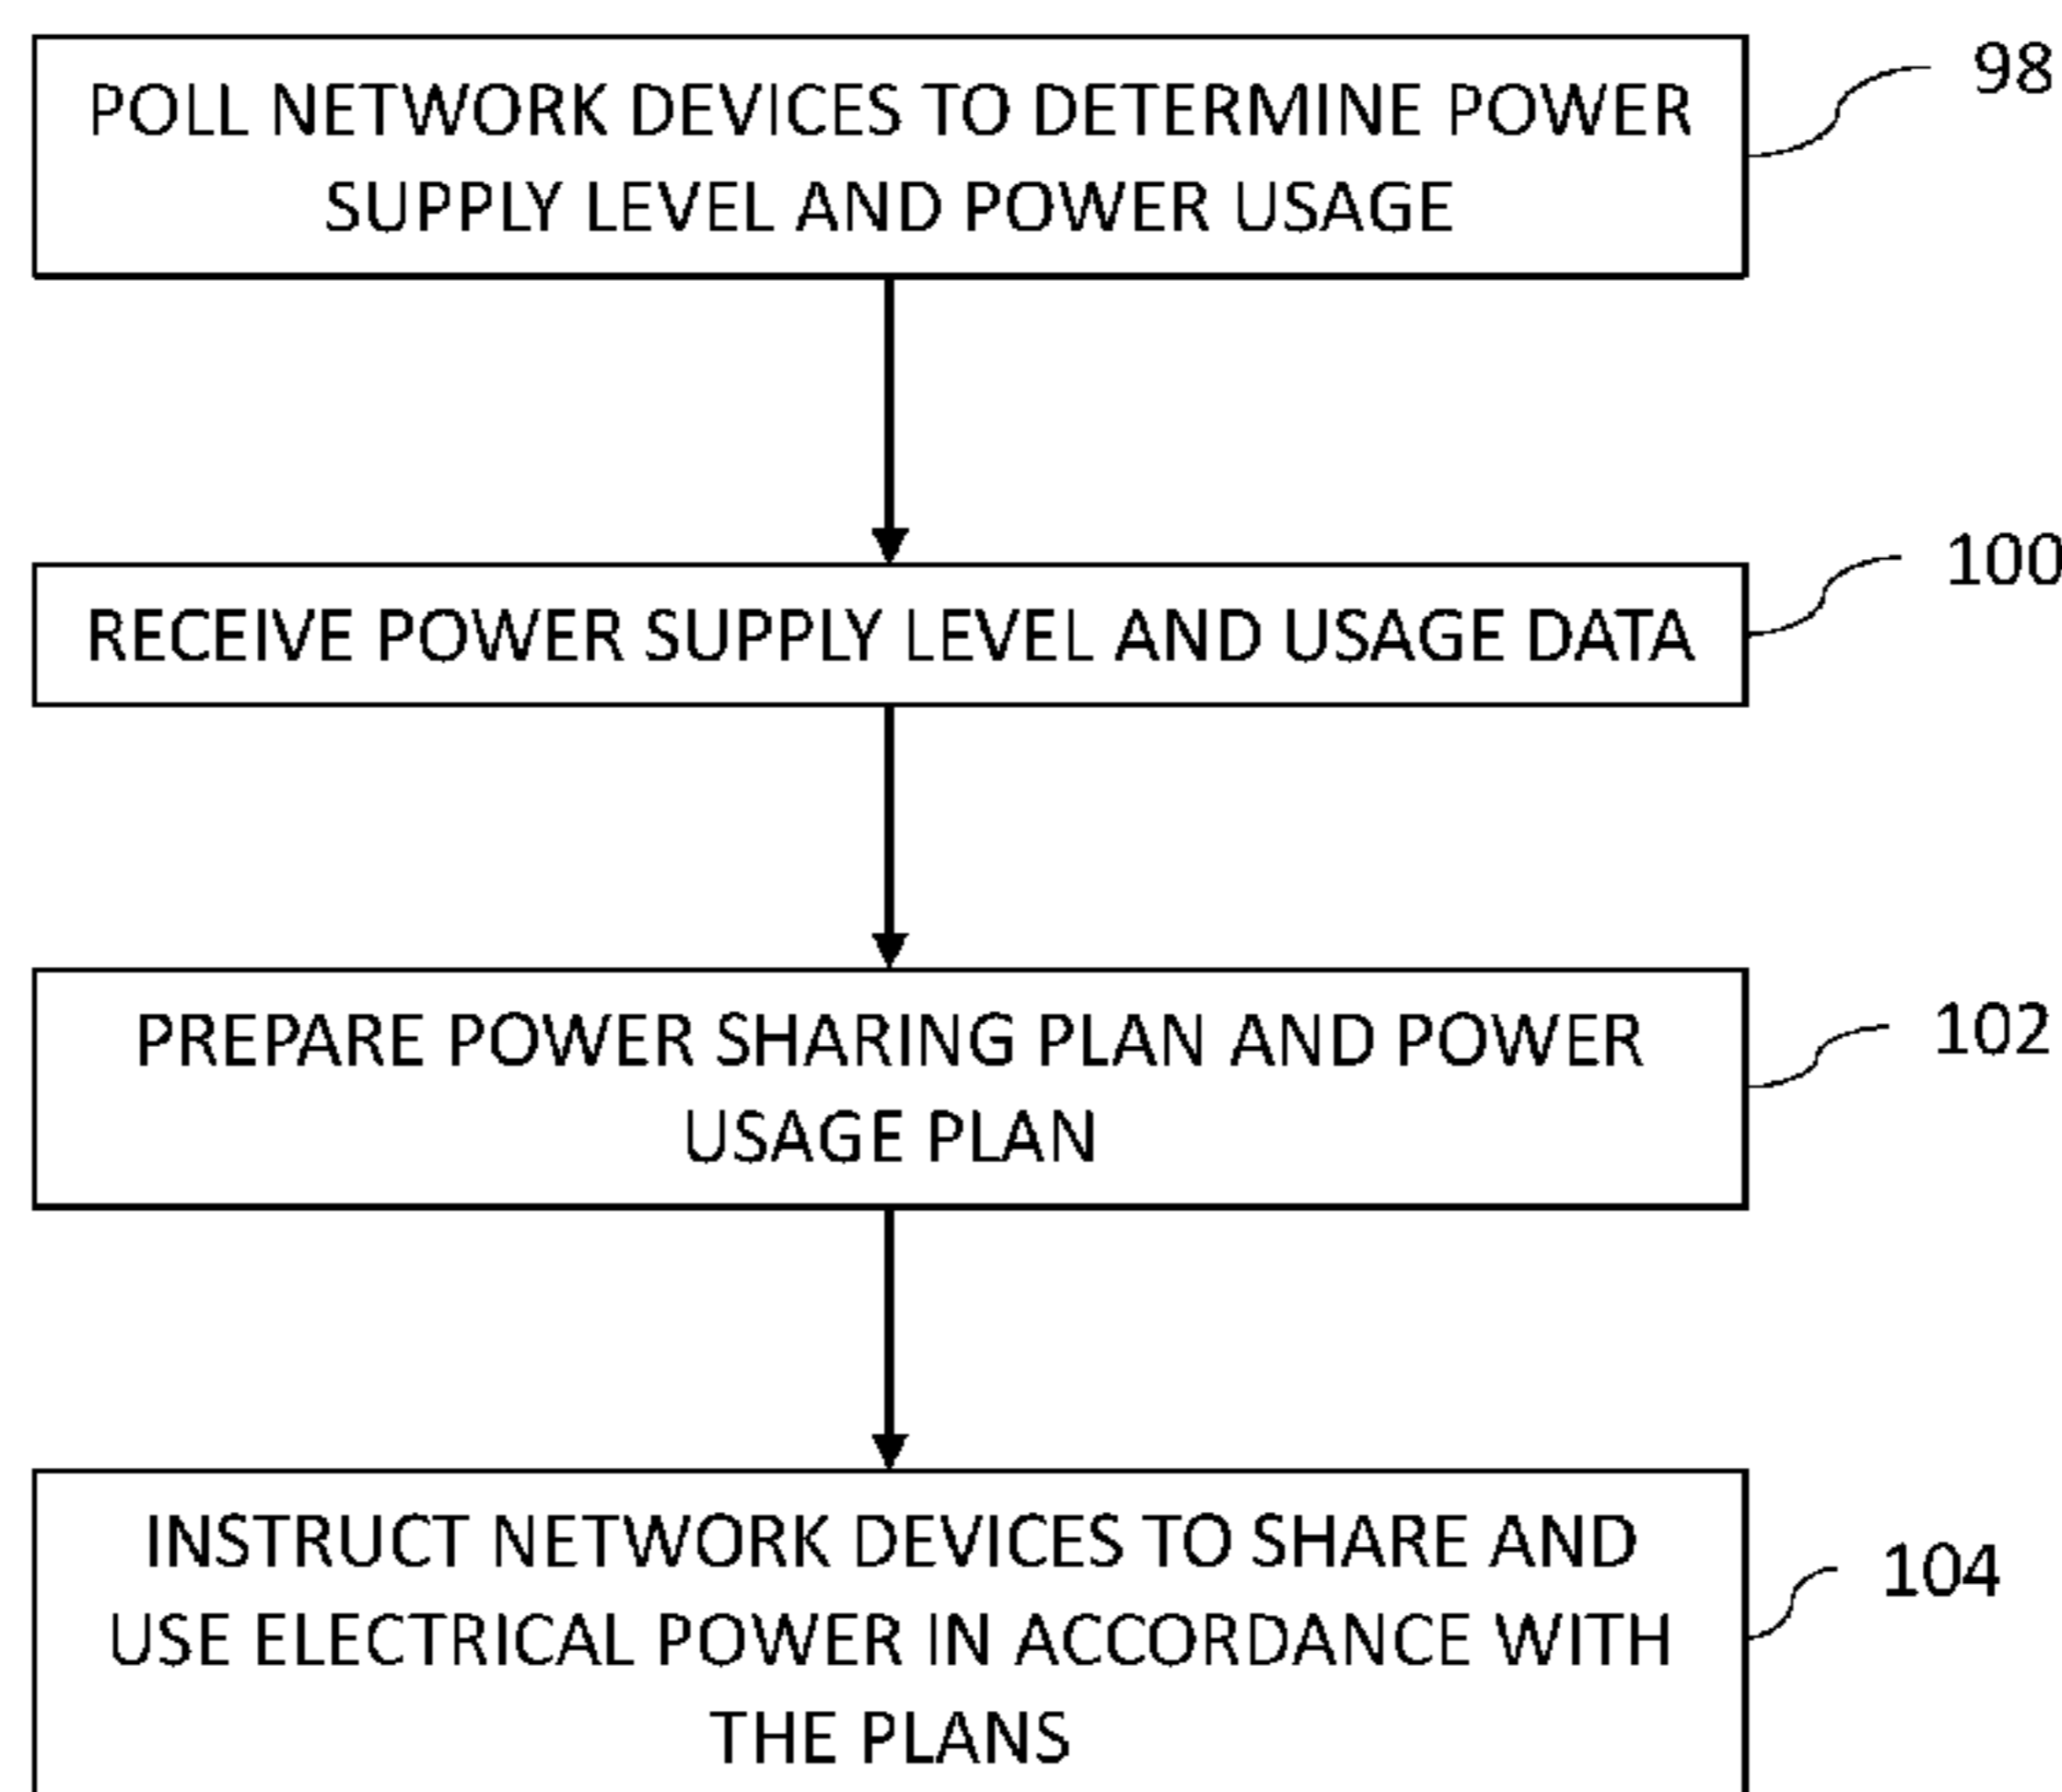 POLL NETWORK DEVICES TO DETERMINE POWER
SUPPLY LEVEL AND POWER USAGE
98
RECEIVE POWER SUPPLY LEVEL AND USAGE DATA
100
PREPARE POWER SHARING PLAN AND POWER
USAGE PLAN
102
INSTRUCT NETWORK DEVICES TO SHARE AND
USE ELECTRICAL POWER IN ACCORDANCE WITH
THE PLANS
104